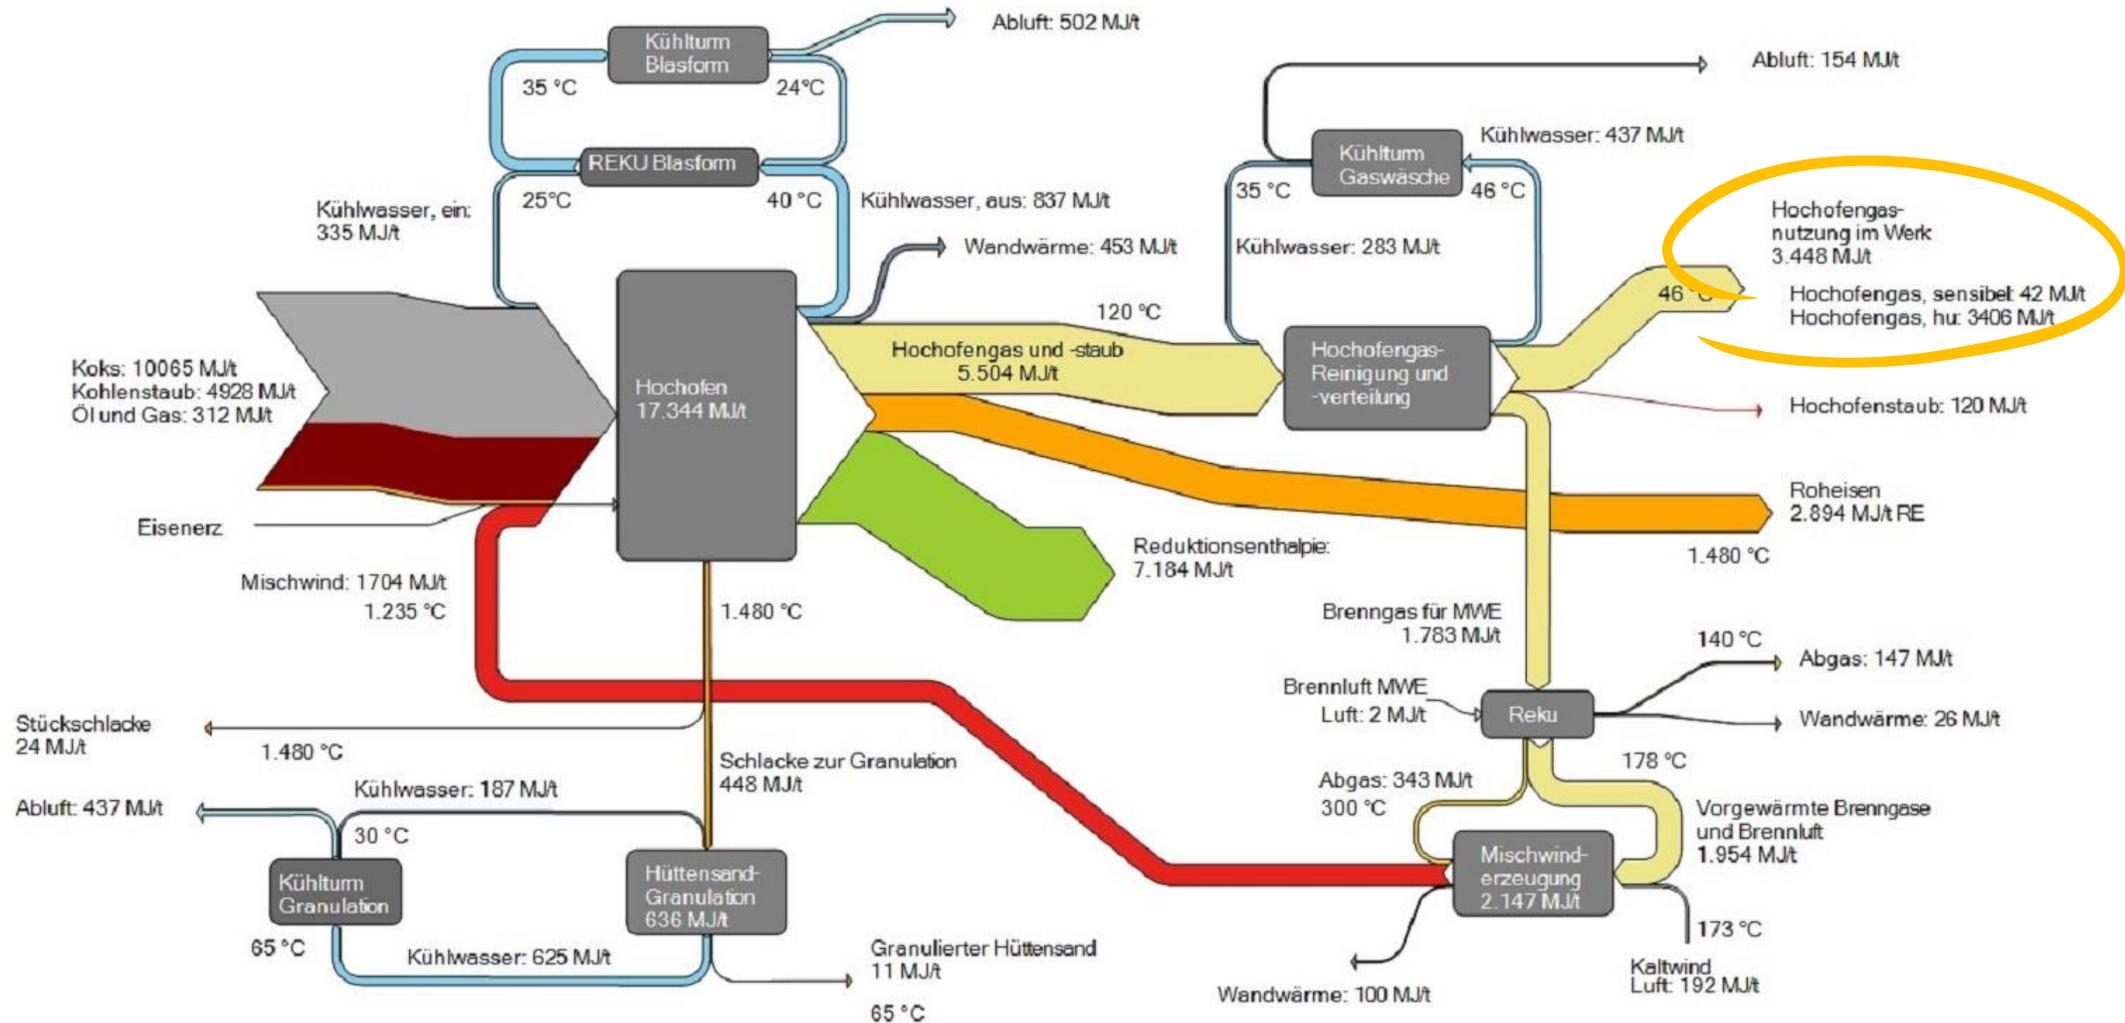 Kühlturm
Blasform
Abluft: 502 MJ/t
35 °C
24°C
Abluft: 154 MJ/t
REKU Blasform
Kühlturm
Gaswäsche
Kühlwasser: 437 MJ/t
25°C
40 °C
35 °C
46 °C
Kühlwasser, ein:
335 MJ/t
Kühlwasser, aus: 837 MJ/t
Wandwärme: 453 MJ/t
Kühlwasser: 283 MJ/t
Hochofengas-
nutzung im Werk
3.448 MJ/t
46 °C
Hochofengas, sensibel: 42 MJ/t
Hochofengas, hu: 3406 MJ/t
120 °C
Koks: 10065 MJ/t
Kohlenstaub: 4928 MJ/t
Öl und Gas: 312 MJ/t
Hochofen
17.344 MJ/t
Hochofengas und -staub
5.504 MJ/t
Hochofengas-
Reinigung und
-verteilung
Hochofenstaub: 120 MJ/t
Eisenerz
Roheisen
2.894 MJ/t RE
1.480 °C
Reduktionsenthalpie:
7.184 MJ/t
Mischwind: 1704 MJ/t
1.235 °C
1.480 °C
Brenngas für MWE
1.783 MJ/t
140 °C
Abgas: 147 MJ/t
Brennluft MWE
Luft: 2 MJ/t
Reku
Wandwärme: 26 MJ/t
Stückschlacke
24 MJ/t
1.480 °C
Schlacke zur Granulation
448 MJ/t
178 °C
Abgas: 343 MJ/t
300 °C
Vorgewärmte Brenngase
und Brennluft
1.954 MJ/t
Abluft: 437 MJ/t
Kühlwasser: 187 MJ/t
30 °C
Kühlturm
Granulation
Hüttensand-
Granulation
636 MJ/t
Mischwind-
erzeugung
2.147 MJ/t
65 °C
Kühlwasser: 625 MJ/t
Granulierter Hüttensand
11 MJ/t
65 °C
173 °C
Kaltwind
Luft: 192 MJ/t
Wandwärme: 100 MJ/t